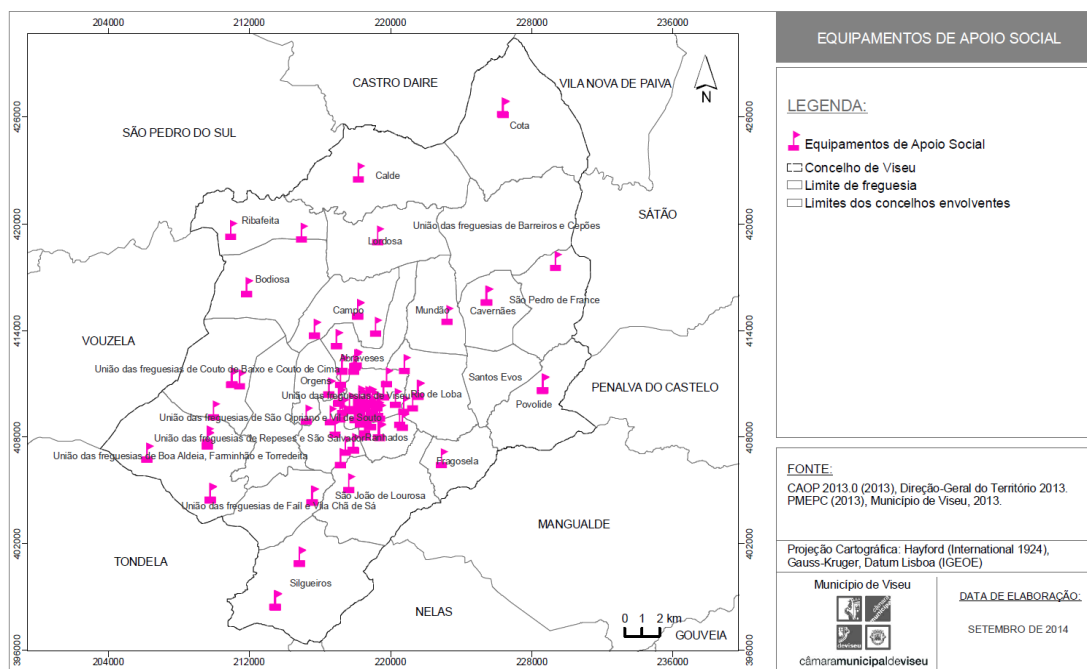 204000
212000
220000
228000
236000
EQUIPAMENTOS DE APOIO SOCIAL
CASTRO DAIRE
VILA NOVA DE PAIVA
N
LEGENDA:
426000
426000
Cota
SÃO PEDRO DO SUL
Equipamentos de Apoio Social
Concelho de Viseu
Calde
Limite de freguesia
SÁTÃO
Limites dos concelhos envolventes
420000
420000
Ribafeita
União das freguesias de Barreiros e Cepões
Lordosa
Bodiosa
São Pedro de France
Campo
Mundão
Cavernães
414000
414000
VOUZELA
Abraveses
União das freguesias de Couto de Baixo e Couto de Cima
Orgens
Santos Evos
PENALVA DO CASTELO
União das freguesias de Viseu
Rio de Loba
Povolide
União das freguesias de São Cipriano e Vil de Souto
408000
408000
União das freguesias de Repeses e São Salvador
Ranhados
União das freguesias de Boa Aldeia, Farminhão e Torredeita
Fragosela
FONTE:
CAOP 2013.0 (2013), Direção-Geral do Território 2013.
PMEPC (2013), Município de Viseu, 2013.
São João de Lourosa
União das freguesias de Faíl e Vila Chã de Sá
MANGUALDE
402000
402000
Projeção Cartográfica: Hayford (International 1924),
Gauss-Kruger, Datum Lisboa (IGEOE)
TONDELA
Silgueiros
NELAS
0 1 2 km
GOUVEIA
Município de Viseu
DATA DE ELABORAÇÃO:
SETEMBRO DE 2014
câmaramunicipaldeviseu
396000
396000
204000
212000
220000
228000
236000